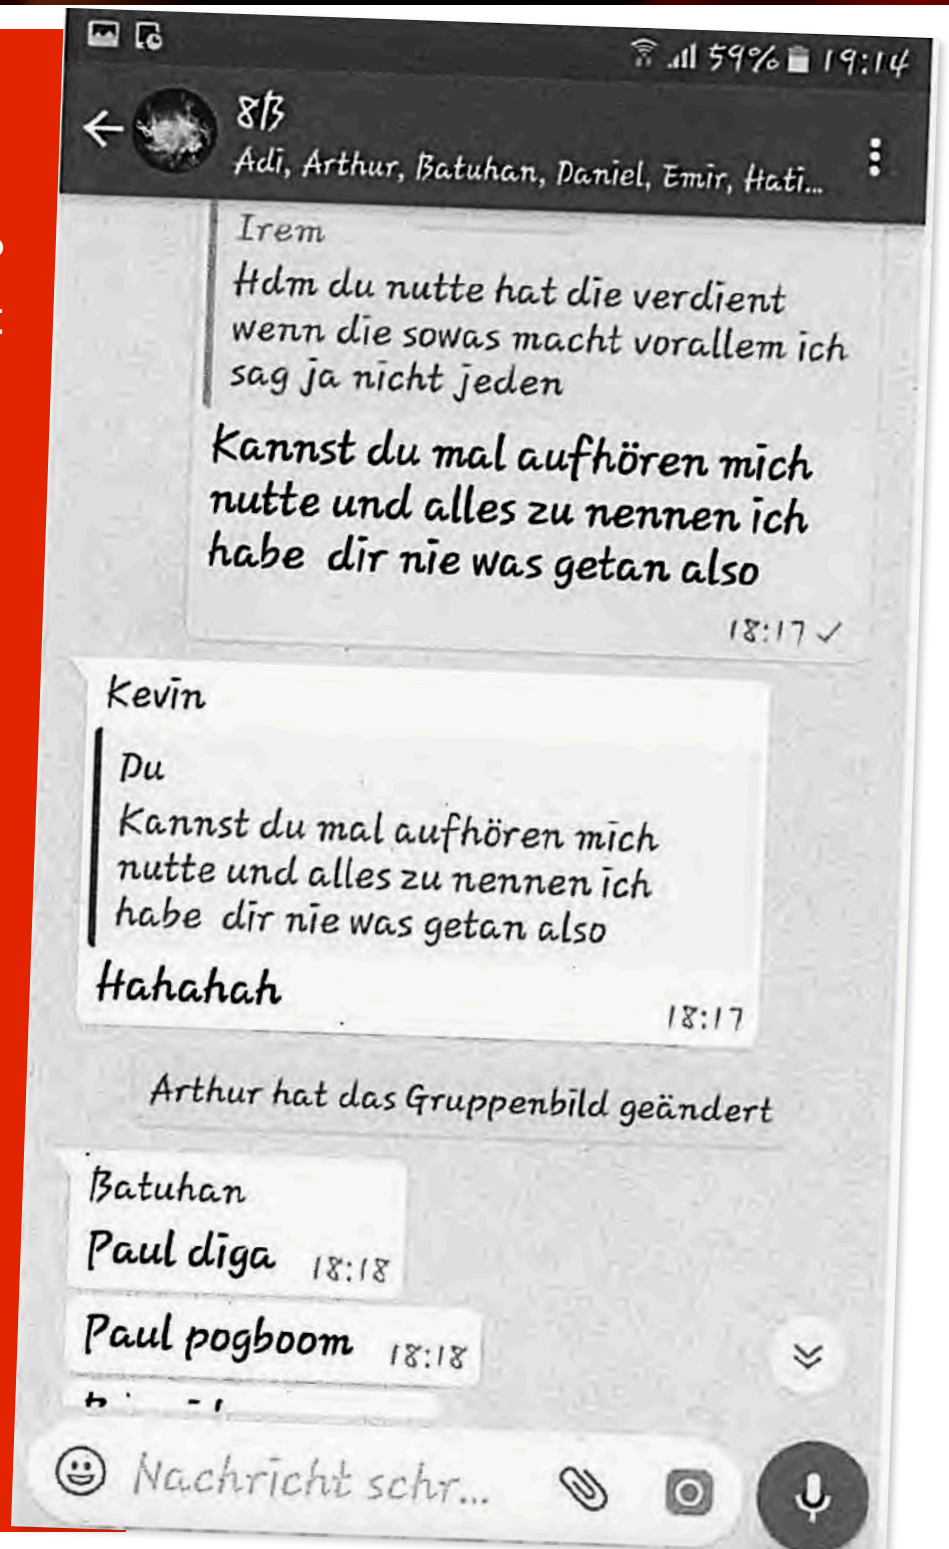 59% 19:14
8B
Adi, Arthur, Batuhan, Daniel, Emir, Hati...
Irem
Hdm du nutte hat die verdient
wenn die sowas macht vorallem ich
sag ja nicht jeden
Kannst du mal aufhören mich
nutte und alles zu nennen ich
habe dir nie was getan also
18:17
Kevin
Du
Kannst du mal aufhören mich
nutte und alles zu nennen ich
habe dir nie was getan also
Hahahah
18:17
Arthur hat das Gruppenbild geändert
Batuhan
Paul diga 18:18
Paul pogboom 18:18
Nachricht schr...